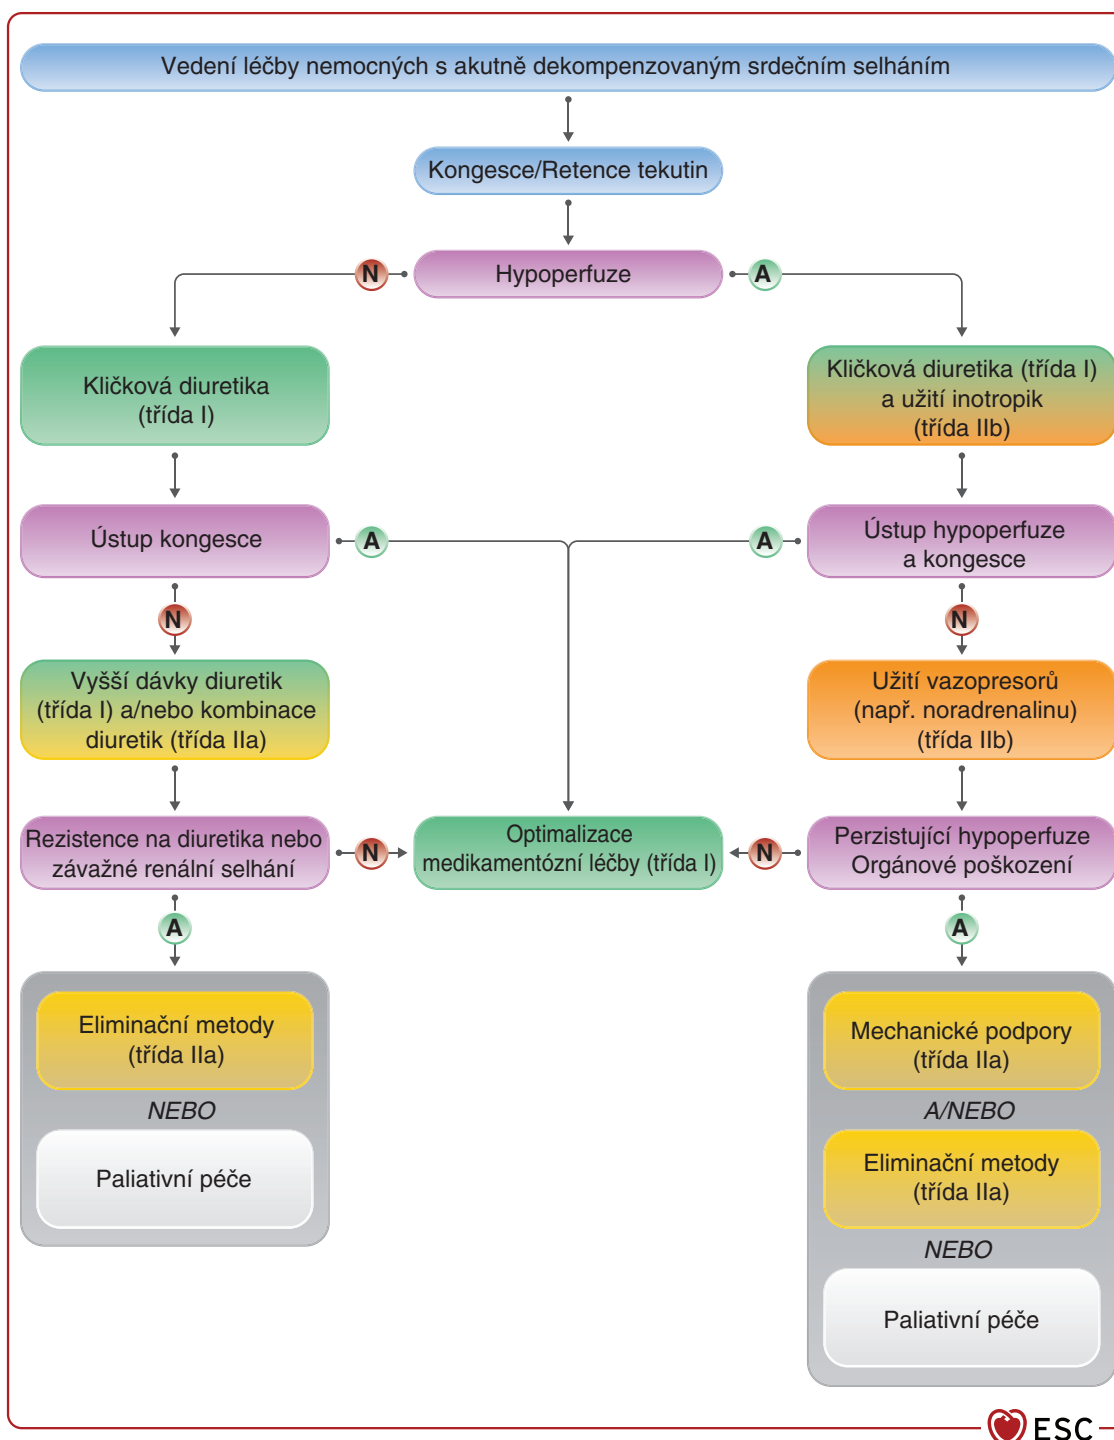 Vedení léčby nemocných s akutně dekompenzovaným srdečním selháním
Kongesce/Retence tekutin
N
Hypoperfuze
A
Kličková diuretika
(třída I)
Kličková diuretika (třída I)
a užití inotropik
(třída IIb)
Ústup kongesce
A
A
Ústup hypoperfuze
a kongesce
N
N
Vyšší dávky diuretik
(třída I) a/nebo kombinace
diuretik (třída IIa)
Užití vazopresorů
(např. noradrenalinu)
(třída IIb)
Rezistence na diuretika nebo
závažné renální selhání
N
Optimalizace
medikamentózní léčby (třída I)
N
Perzistující hypoperfuze
Orgánové poškození
A
A
Eliminační metody
(třída IIa)
NEBO
Paliativní péče
Mechanické podpory
(třída IIa)
A/NEBO
Eliminační metody
(třída IIa)
NEBO
Paliativní péče
ESC